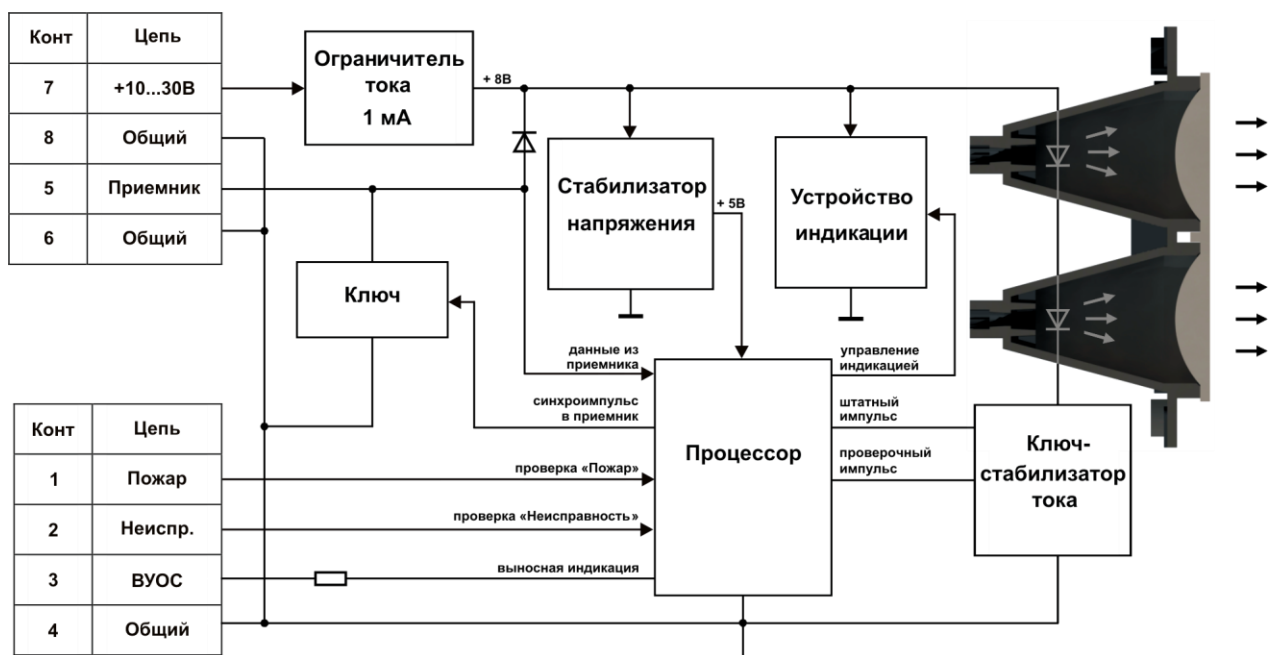 Конт Цепь
7 +10...30В
8 Общий
5 Приемник
6 Общий
Ограничитель
тока
1 мА
+ 8В
Стабилизатор
напряжения
+ 5В
Устройство
индикации
Ключ
данные из
приемника
синхроимпульс
в приемник
проверка «Пожар»
проверка «Неисправность»
выносная индикация
Процессор
управление
индикацией
штатный
импульс
проверочный
импульс
Ключ-
стабилизатор
тока
Конт Цепь
1 Пожар
2 Неиспр.
3 ВУОС
4 Общий